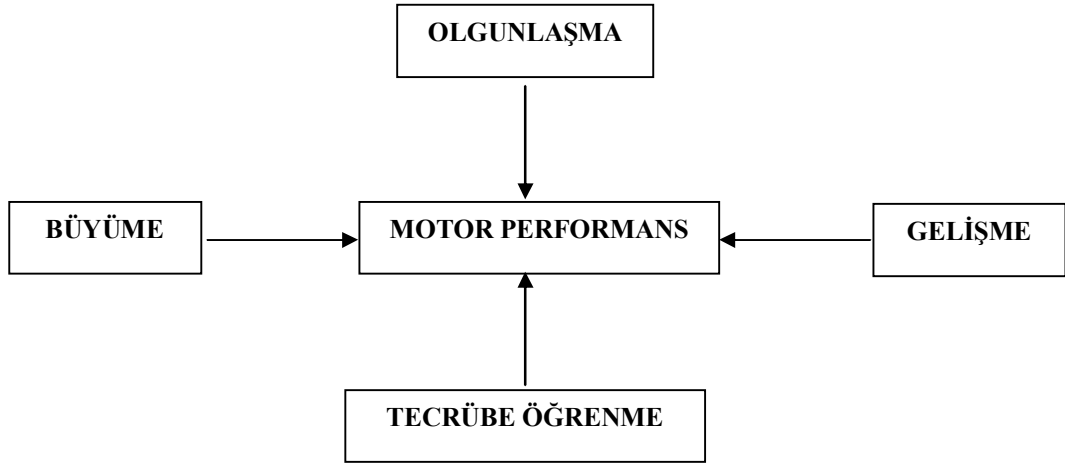 OLGUNLAŞMA
BÜYÜME
MOTOR PERFORMANS
GELİŞME
TECRÜBE ÖĞRENME